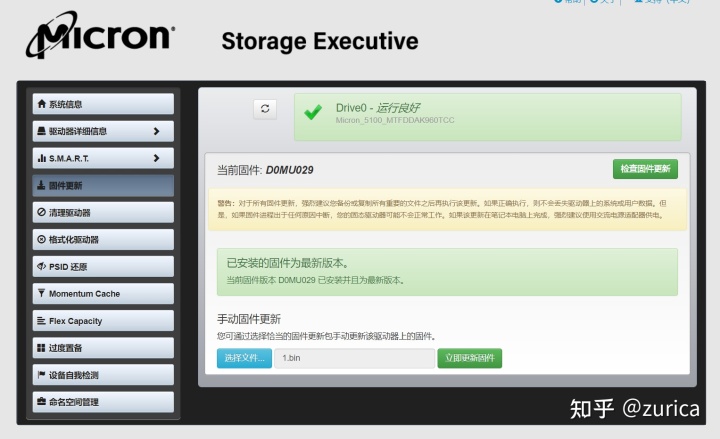 帮助 | 关于 | 支持 (中文)
Micron
Storage Executive
系统信息
驱动器详细信息
S.M.A.R.T.
固件更新
清理驱动器
格式化驱动器
PSID 还原
Momentum Cache
Flex Capacity
过度置备
设备自我检测
命名空间管理
Drive0 - 运行良好
Micron_5100_MTFDDAK960TCC
当前固件: D0MU029
检查固件更新
警告：对于所有固件更新，强烈建议您备份或复制所有重要的文件之后再执行该更新。如果正确执行，则不会丢失驱动器上的系统或用户数据。但
是，如果固件进程出于任何原因中断，您的固态驱动器可能不会正常工作。如果该更新在笔记本电脑上完成，强烈建议使用交流电源适配器供电。
已安装的固件为最新版本。
当前固件版本 D0MU029 已安装并且为最新版本。
手动固件更新
您可通过选择恰当的固件更新包手动更新该驱动器上的固件。
选择文件... 1.bin 立即更新固件
知乎 @zurica